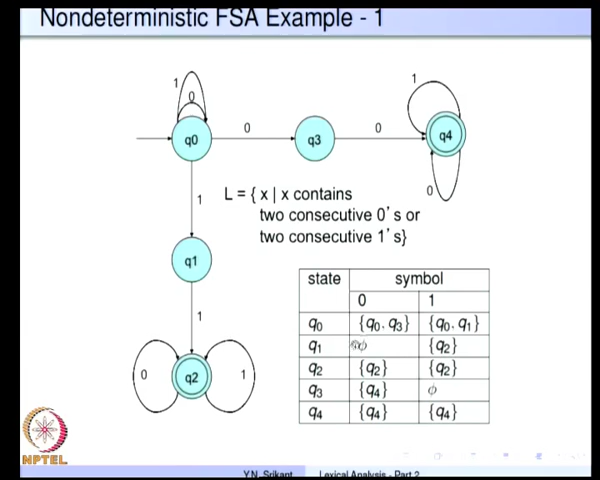 Nondeterministic FSA Example - 1
1
0
q0
0
q3
0
q4
1
0
1
L = { x | x contains
two consecutive 0's or
two consecutive 1's}
q1
1
0
q2
1
state symbol
0 1
q0 {q0, q3} {q0, q1}
q1 ϕ {q2}
q2 {q2} {q2}
q3 {q4} ϕ
q4 {q4} {q4}
NPTEL
Y.N. Srikant Lexical Analysis - Part 2